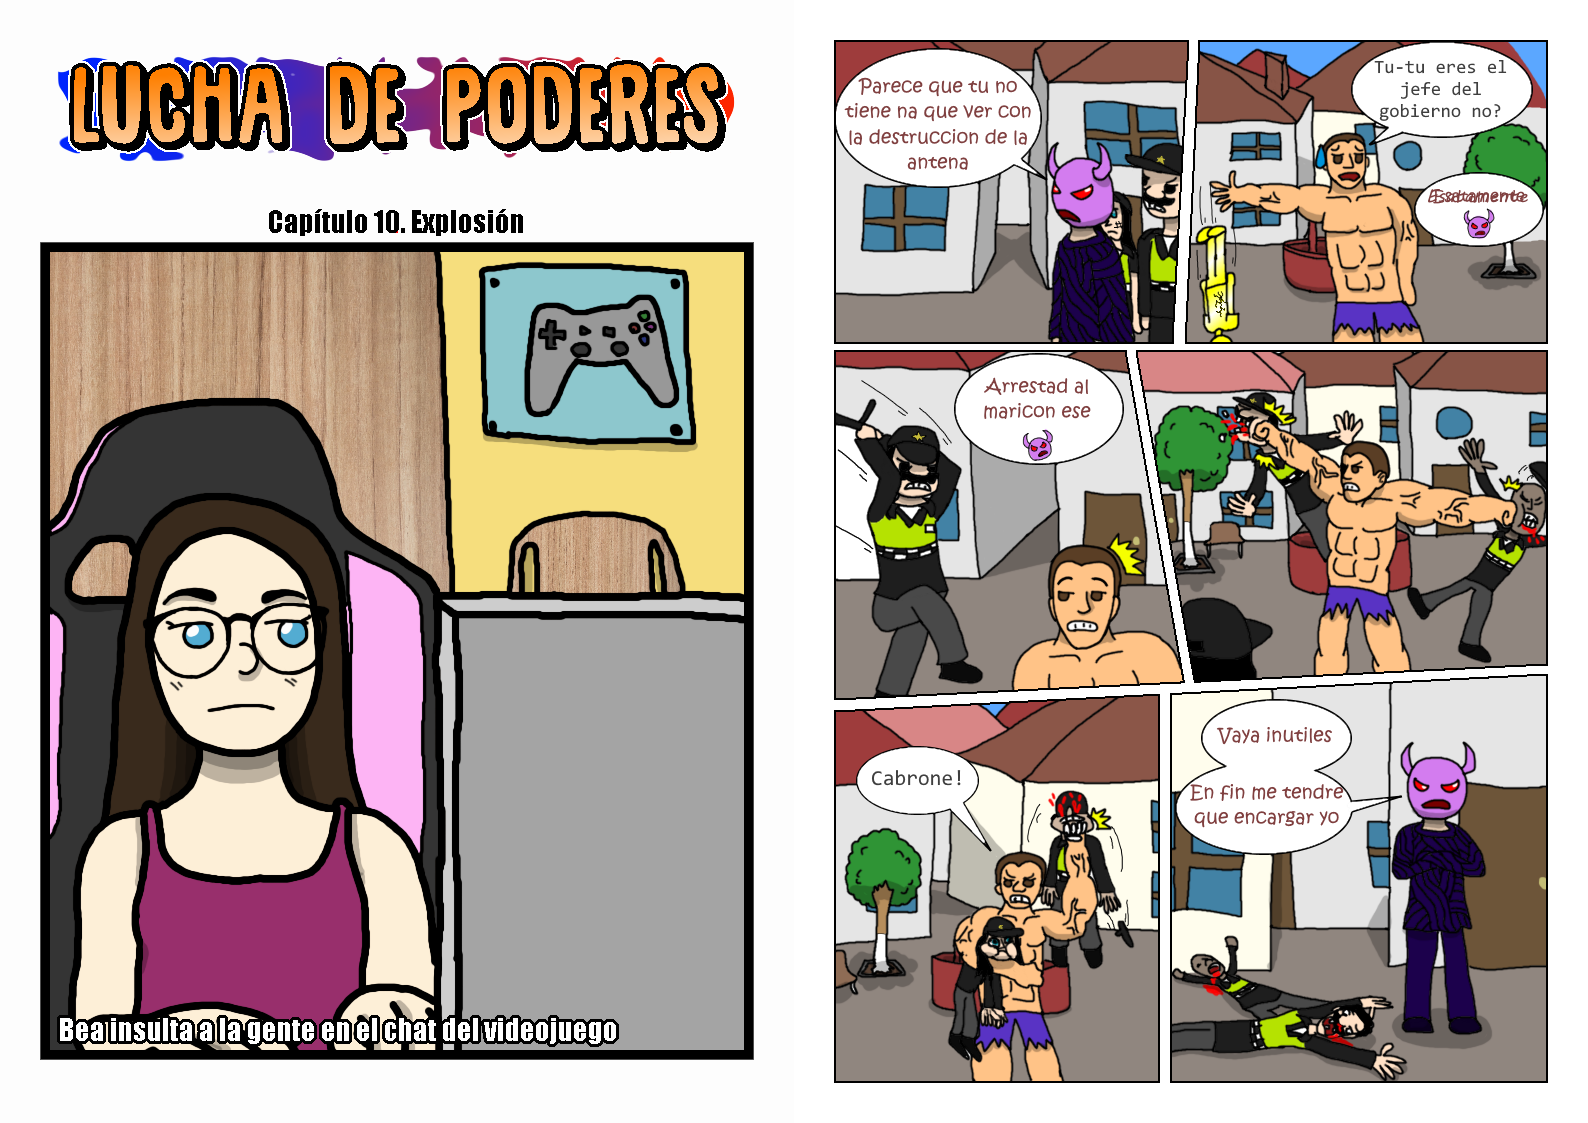 LUCHA DE PODERES
Capítulo 10. Explosión
Bea insulta a la gente en el chat del videojuego
Parece que tu no
tiene na que ver con
la destruccion de la
antena
Tu-tu eres el
jefe del
gobierno no?
Esatamente
Arrestad al
maricon ese
Cabrone!
Vaya inutiles
En fin me tendre
que encargar yo